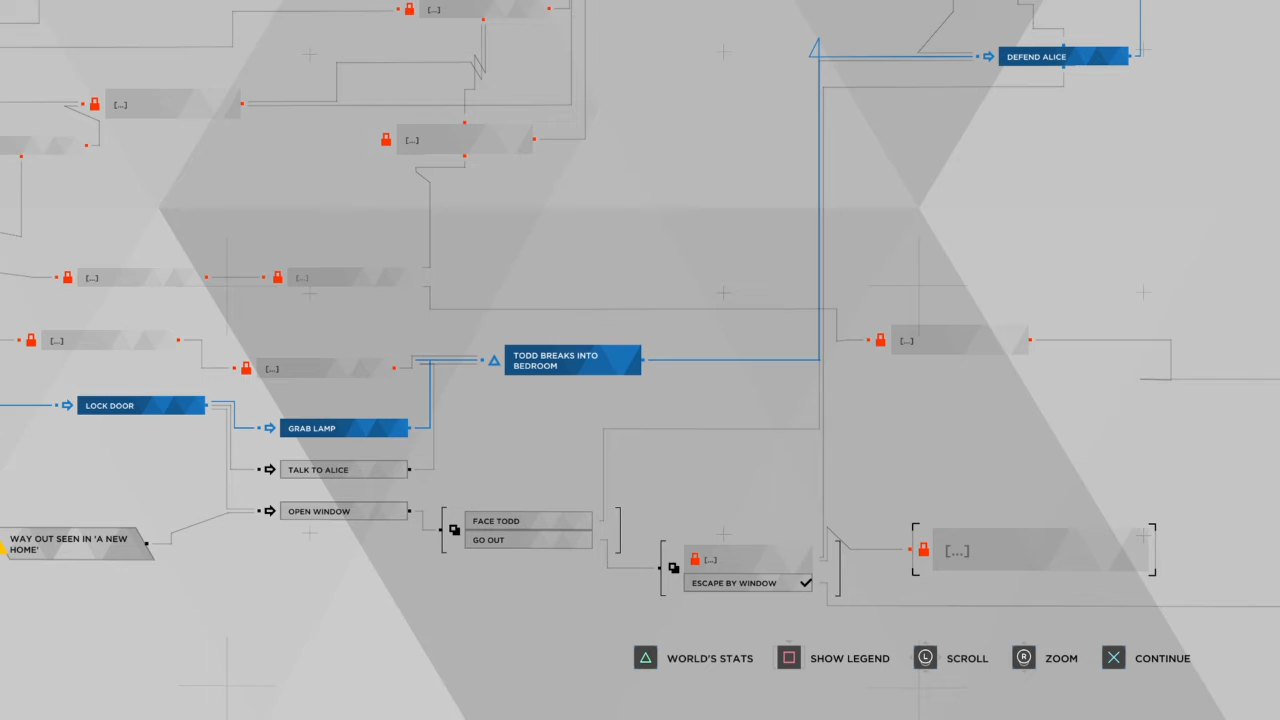 [...]
DEFEND ALICE
[...]
[...]
[...]
[...]
[...]
[...]
TODD BREAKS INTO
BEDROOM
[...]
LOCK DOOR
GRAB LAMP
TALK TO ALICE
OPEN WINDOW
FACE TODD
GO OUT
WAY OUT SEEN IN 'A NEW
HOME'
[...]
[...]
ESCAPE BY WINDOW
WORLD'S STATS
SHOW LEGEND
L
SCROLL
R
ZOOM
CONTINUE